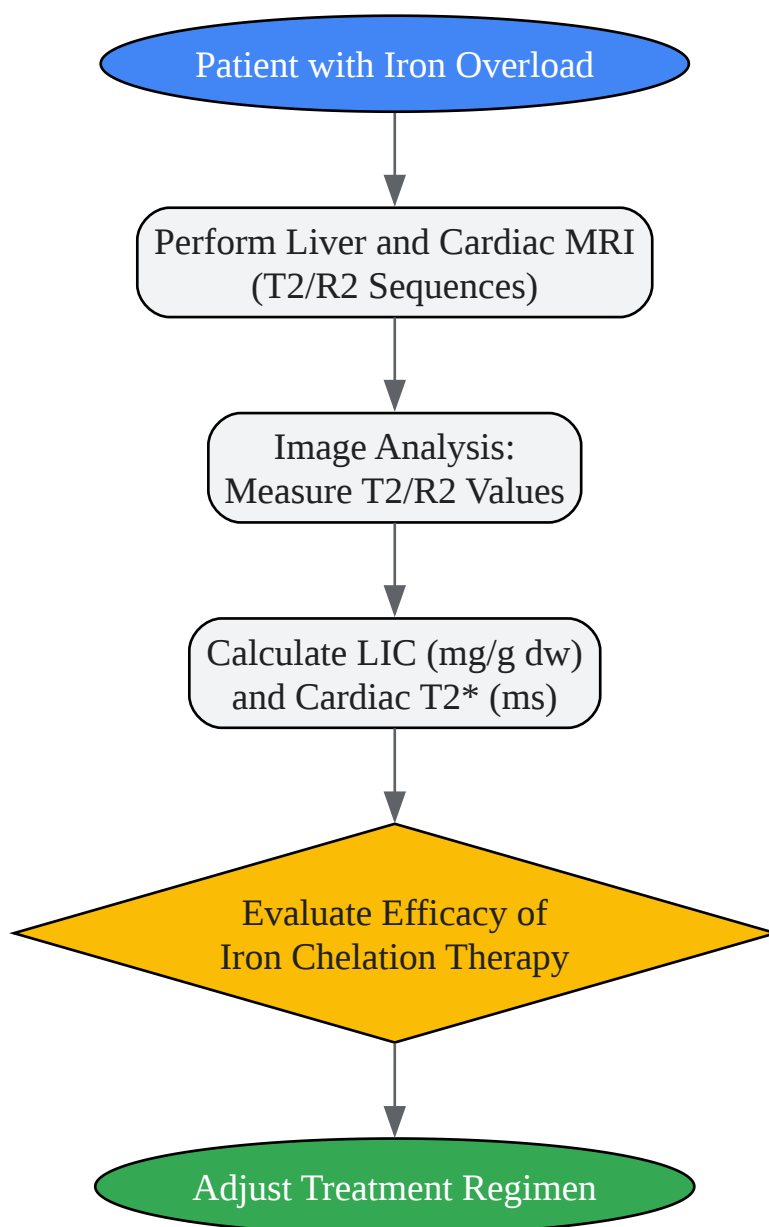 Patient with Iron Overload
Perform Liver and Cardiac MRI
(T2/R2 Sequences)
Image Analysis:
Measure T2/R2 Values
Calculate LIC (mg/g dw)
and Cardiac T2* (ms)
Evaluate Efficacy of
Iron Chelation Therapy
Adjust Treatment Regimen